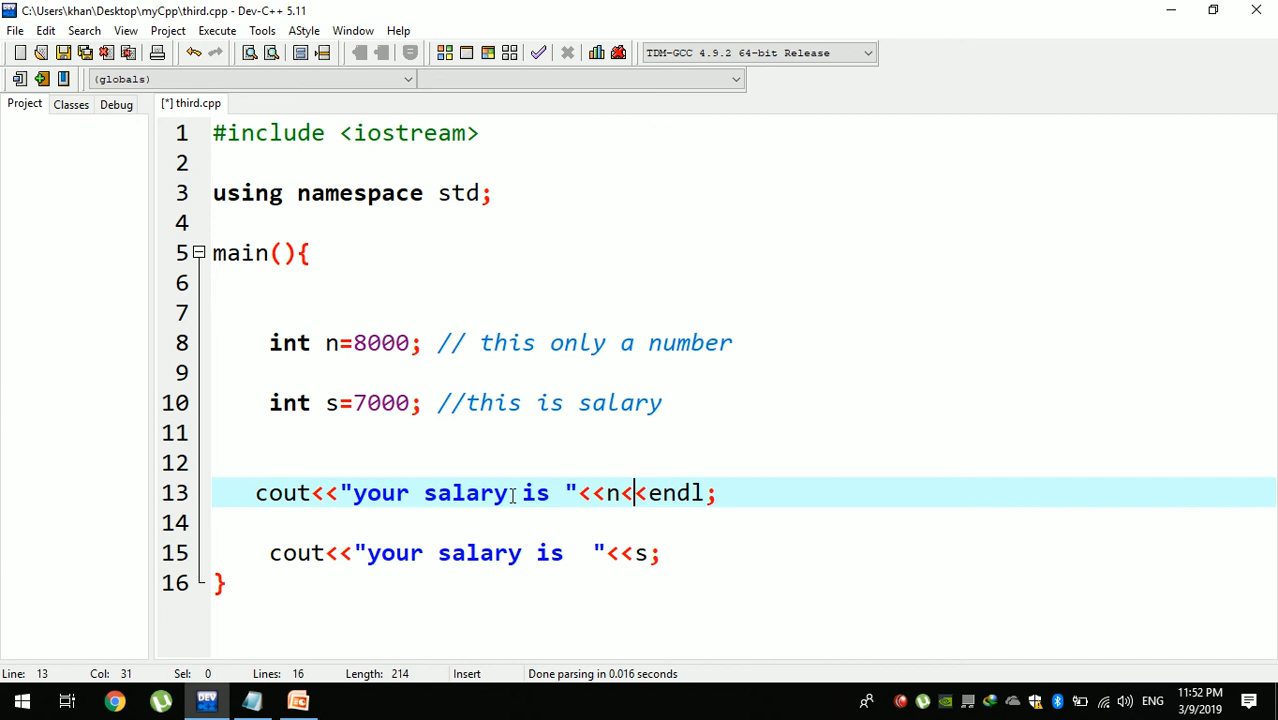 C:\Users\khan\Desktop\myCpp\third.cpp - Dev-C++ 5.11
File Edit Search View Project Execute Tools AStyle Window Help
TDM-GCC 4.9.2 64-bit Release
(globals)
Project Classes Debug [*] third.cpp
1 #include <iostream>
2
3 using namespace std;
4
5 main(){
6
7
8 int n=8000; // this only a number
9
10 int s=7000; //this is salary
11
12
13 cout<<"your salary is "<<n<<endl;
14
15 cout<<"your salary is  "<<s;
16 }
Line: 13 Col: 31 Sel: 0 Lines: 16 Length: 214 Insert Done parsing in 0.016 seconds
DEV ENG 11:52 PM
3/9/2019